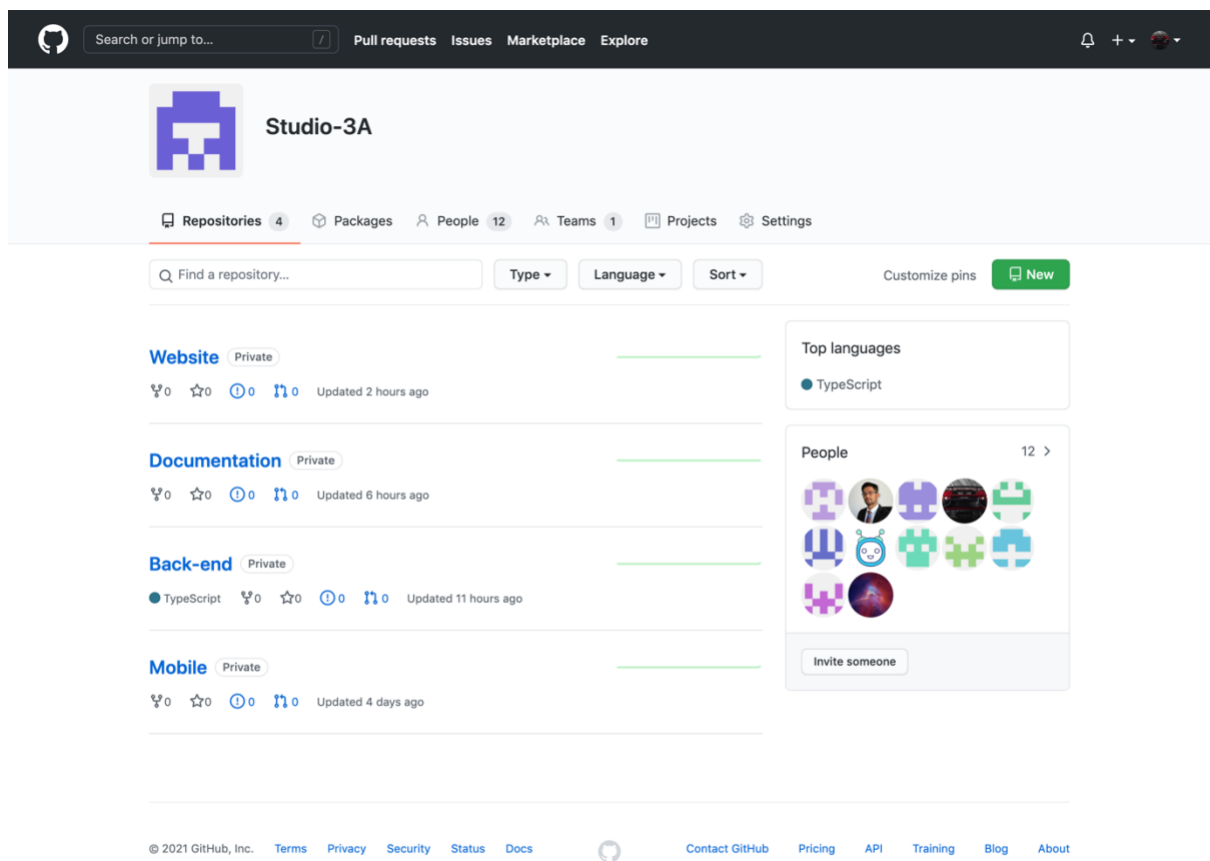 Search or jump to... / Pull requests Issues Marketplace Explore
Studio-3A
Repositories 4 Packages People 12 Teams 1 Projects Settings
Find a repository... Type Language Sort Customize pins New
Website Private
0 0 0 0 Updated 2 hours ago
Documentation Private
0 0 0 0 Updated 6 hours ago
Back-end Private
TypeScript 0 0 0 0 Updated 11 hours ago
Mobile Private
0 0 0 0 Updated 4 days ago
Top languages
TypeScript
People 12
Invite someone
© 2021 GitHub, Inc. Terms Privacy Security Status Docs Contact GitHub Pricing API Training Blog About